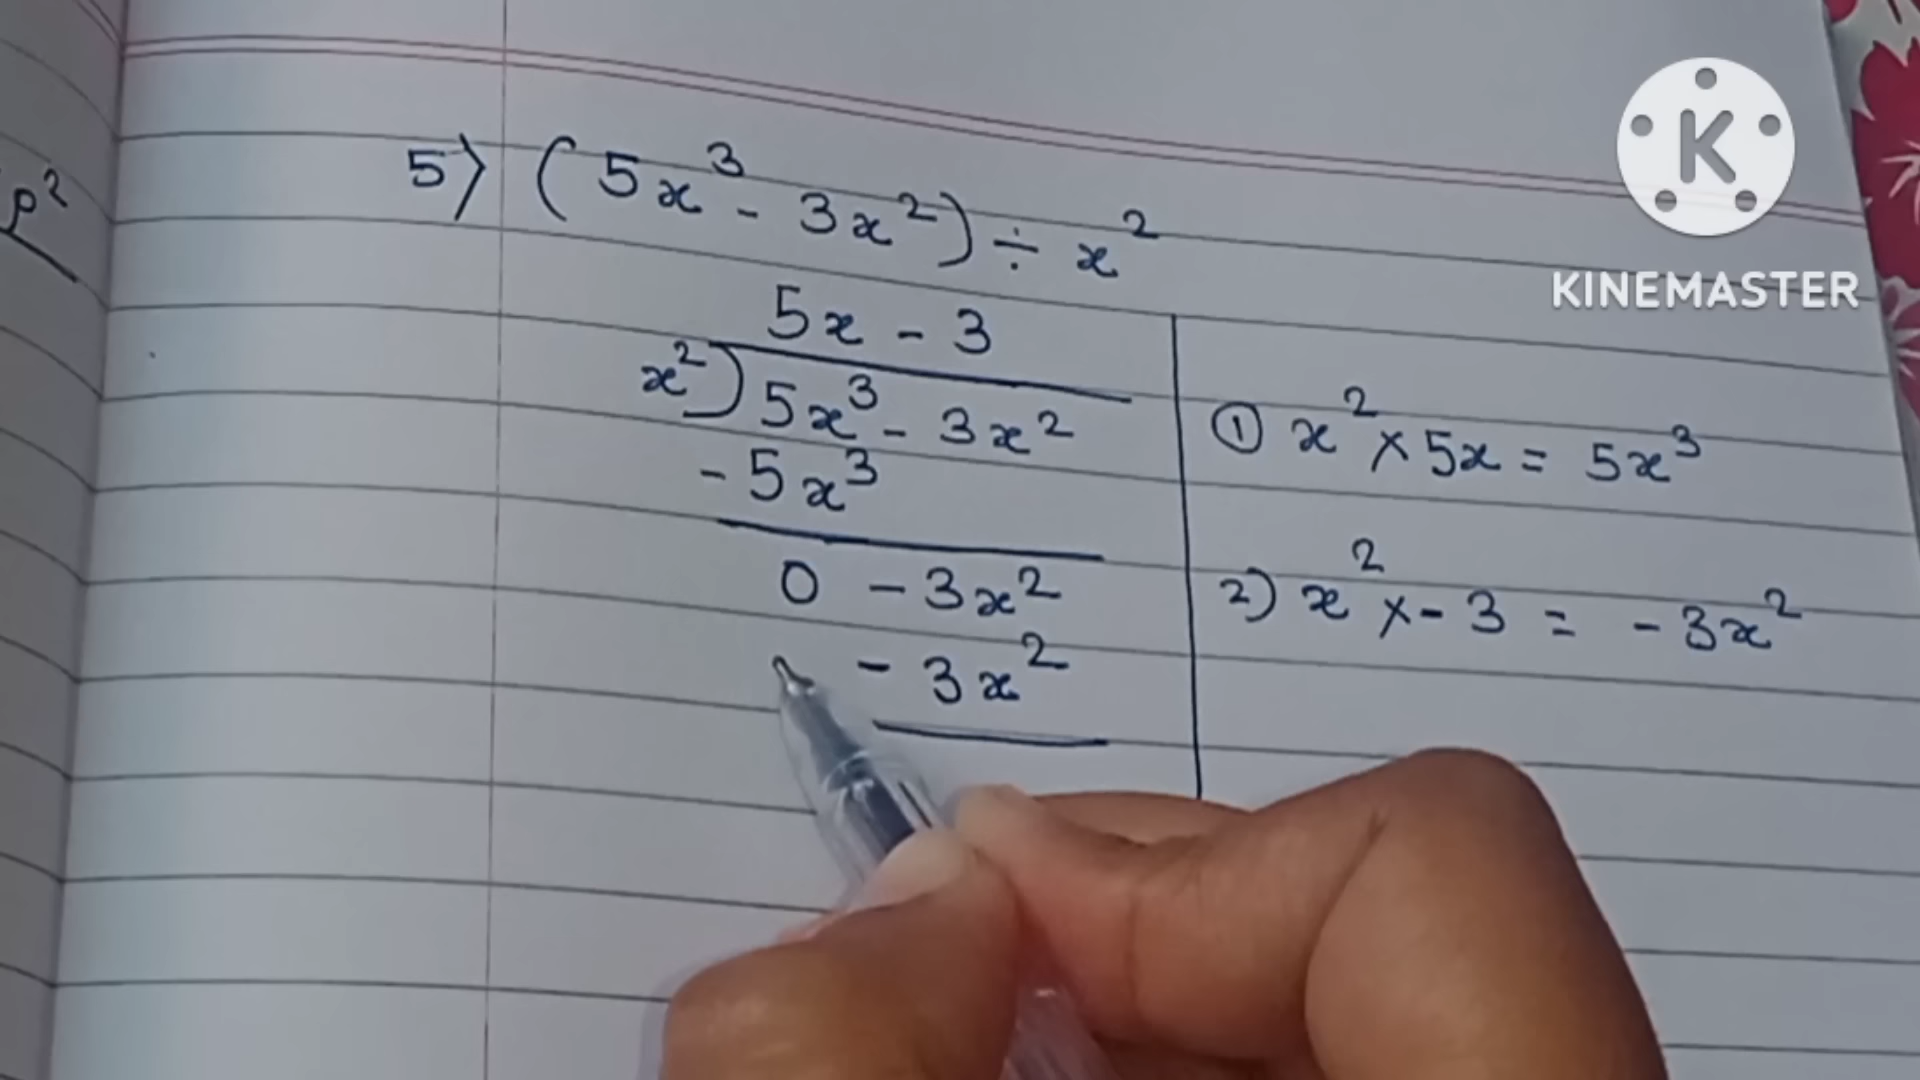 p²
5) (5x³ - 3x²) ÷ x²
5x - 3
x² ) 5x³ - 3x²
- 5x³
0 - 3x²
- 3x²
① x² × 5x = 5x³
2) x² × - 3 = - 3x²
K
KINEMASTER